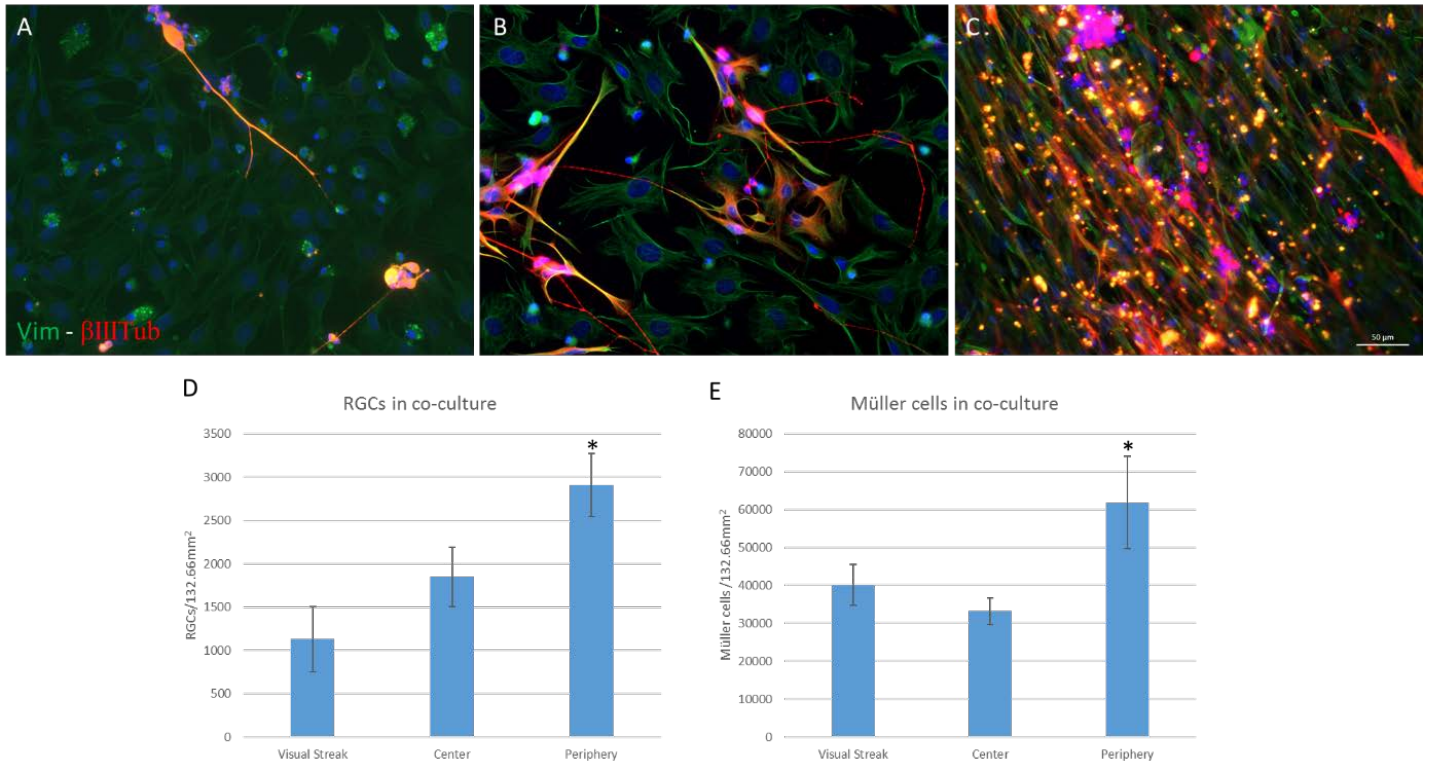 A
B
C.
Vim - βIIITub
50 µm
D
RGCs in co-culture
3500
3000
2500
2000
1500
1000
500
0
RGCs/132.66mm²
*
Visual Streak
Center
Periphery
E
Müller cells in co-culture
80000
70000
60000
50000
40000
30000
20000
10000
0
Müller cells /132.66mm²
*
Visual Streak
Center
Periphery